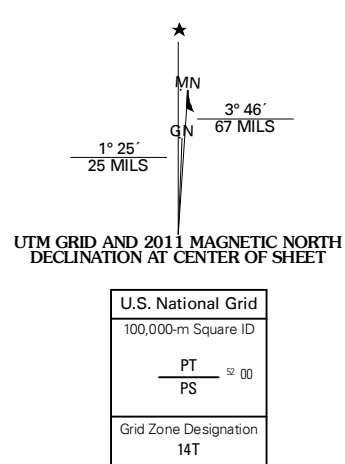 ★
MN
3° 46´
67 MILS
GN
1° 25´
25 MILS
UTM GRID AND 2011 MAGNETIC NORTH
DECLINATION AT CENTER OF SHEET
U.S. National Grid
100,000-m Square ID
PT
52 00
PS
Grid Zone Designation
14T